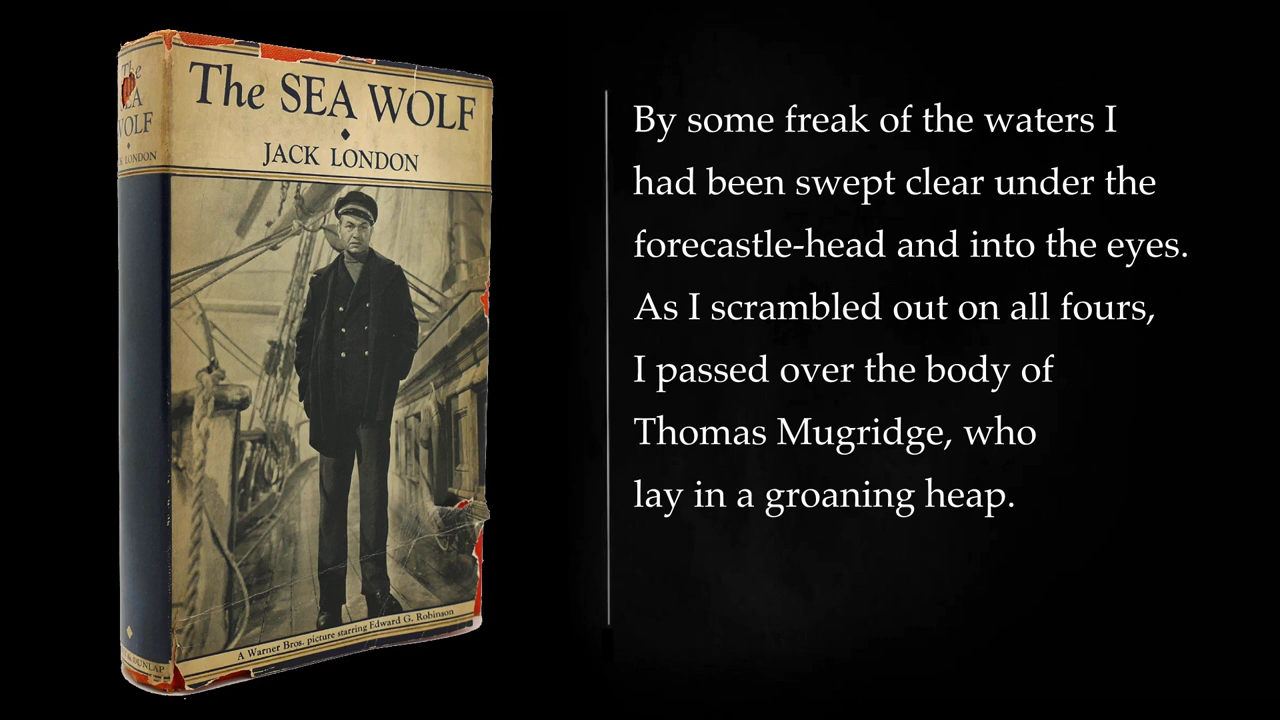 The
SEA
WOLF
LONDON
The SEA WOLF
JACK LONDON
A Warner Bros. picture starring Edward G. Robinson
DUNLAP
By some freak of the waters I
had been swept clear under the
forecastle-head and into the eyes.
As I scrambled out on all fours,
I passed over the body of
Thomas Mugridge, who
lay in a groaning heap.